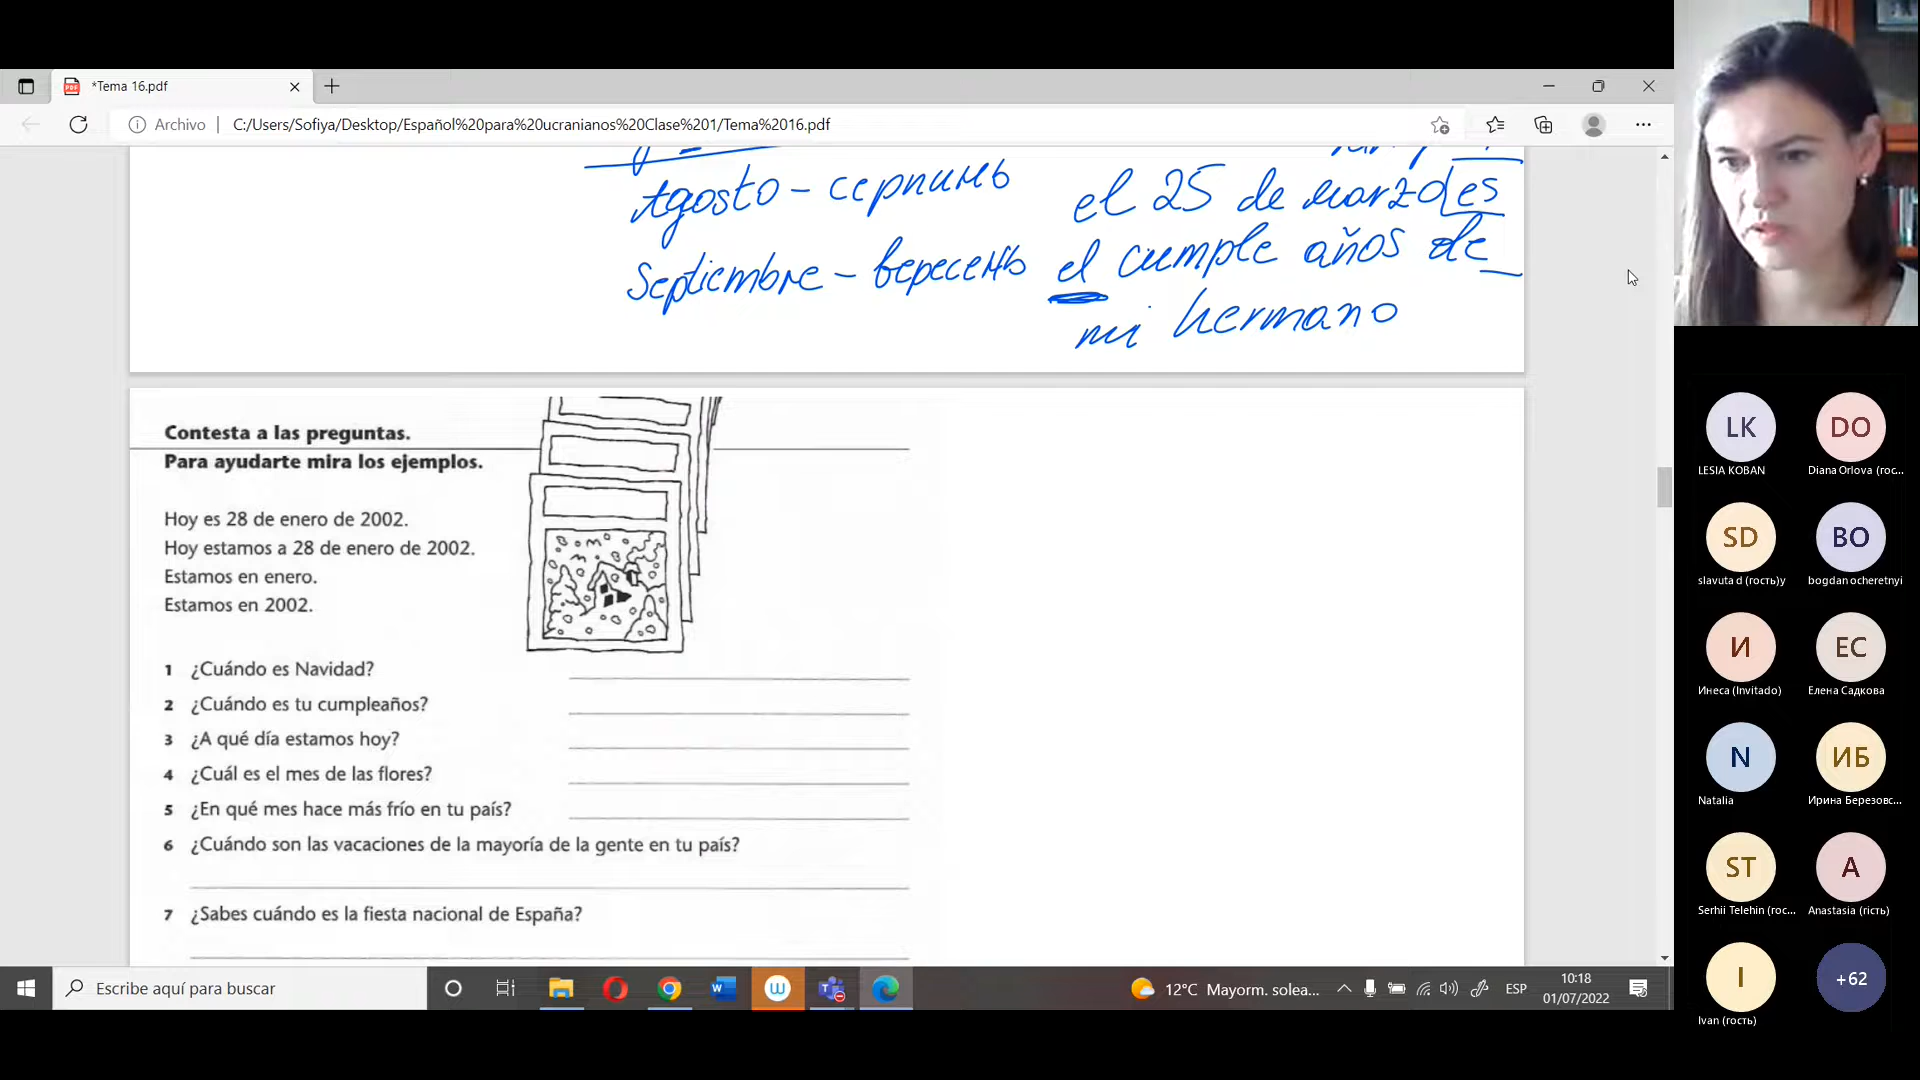 *Tema 16.pdf
Archivo
C:/Users/Sofiya/Desktop/Español%20para%20ucranianos%20Clase%201/Tema%2016.pdf
Agosto - серпинь
el 25 de marzo es
Septiembre - вересень
el cumple años de
mi hermano
Contesta a las preguntas.
Para ayudarte mira los ejemplos.
Hoy es 28 de enero de 2002.
Hoy estamos a 28 de enero de 2002.
Estamos en enero.
Estamos en 2002.
1 ¿Cuándo es Navidad?
2 ¿Cuándo es tu cumpleaños?
3 ¿A qué día estamos hoy?
4 ¿Cuál es el mes de las flores?
5 ¿En qué mes hace más frío en tu país?
6 ¿Cuándo son las vacaciones de la mayoría de la gente en tu país?
7 ¿Sabes cuándo es la fiesta nacional de España?
LK DO
LESIA KOBAN Diana Orlova (гос...
SD BO
slavuta d (гость)y bogdan ocheretnyi
И ЕС
Инеса (Invitado) Елена Садкова
N ИБ
Natalia Ирина Березовс...
ST A
Serhii Telehin (гос... Anastasia (гість)
I +62
Ivan (гость)
Escribe aquí para buscar
12°C Mayorm. solea...
ESP
10:18
01/07/2022